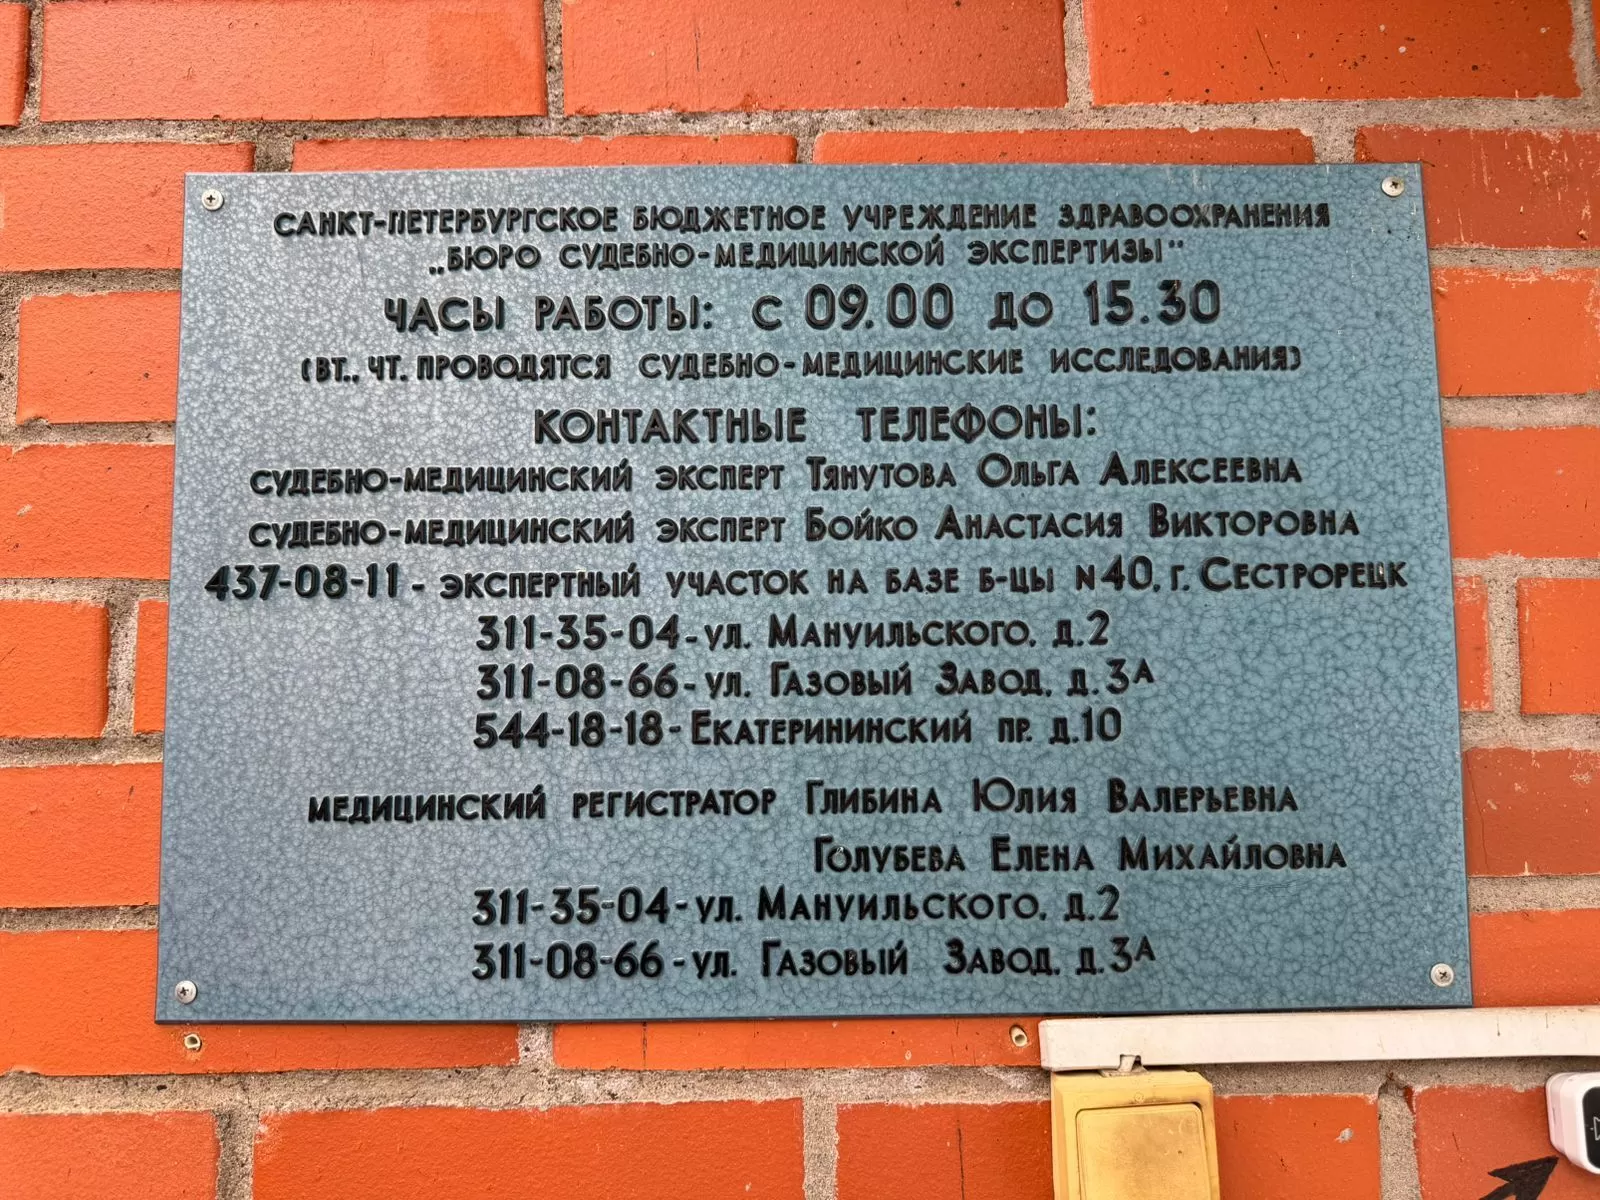 САНКТ-ПЕТЕРБУРГСКОЕ БЮДЖЕТНОЕ УЧРЕЖДЕНИЕ ЗДРАВООХРАНЕНИЯ
„БЮРО СУДЕБНО-МЕДИЦИНСКОЙ ЭКСПЕРТИЗЫ"
ЧАСЫ РАБОТЫ: С 09.00 ДО 15.30
(ВТ., ЧТ. ПРОВОДЯТСЯ СУДЕБНО-МЕДИЦИНСКИЕ ИССЛЕДОВАНИЯ)
КОНТАКТНЫЕ ТЕЛЕФОНЫ:
СУДЕБНО-МЕДИЦИНСКИЙ ЭКСПЕРТ ТЯНУТОВА ОЛЬГА АЛЕКСЕЕВНА
СУДЕБНО-МЕДИЦИНСКИЙ ЭКСПЕРТ БОЙКО АНАСТАСИЯ ВИКТОРОВНА
437-08-11 - ЭКСПЕРТНЫЙ УЧАСТОК НА БАЗЕ Б-ЦЫ N40, Г. СЕСТРОРЕЦК
311-35-04 - УЛ. МАНУИЛЬСКОГО, Д.2
311-08-66 - УЛ. ГАЗОВЫЙ ЗАВОД, Д.3А
544-18-18 - ЕКАТЕРИНИНСКИЙ ПР. Д.10
МЕДИЦИНСКИЙ РЕГИСТРАТОР ГЛИБИНА ЮЛИЯ ВАЛЕРЬЕВНА
ГОЛУБЕВА ЕЛЕНА МИХАЙЛОВНА
311-35-04 - УЛ. МАНУИЛЬСКОГО, Д.2
311-08-66 - УЛ. ГАЗОВЫЙ ЗАВОД, Д.3А